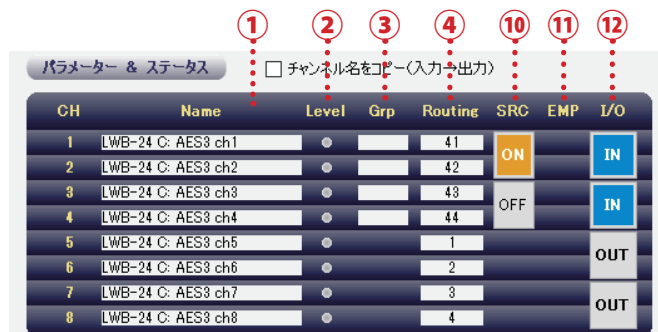 ① ② ③ ④ ⑩ ⑪ ⑫
パラメーター & ステータス チャンネル名をコピー(入力→出力)
CH Name Level Grp Routing SRC EMP I/O
1 LWB-24 C: AES3 ch1 41
ON IN
2 LWB-24 C: AES3 ch2 42
3 LWB-24 C: AES3 ch3 43
OFF IN
4 LWB-24 C: AES3 ch4 44
5 LWB-24 C: AES3 ch5 1
OUT
6 LWB-24 C: AES3 ch6 2
7 LWB-24 C: AES3 ch7 3
OUT
8 LWB-24 C: AES3 ch8 4